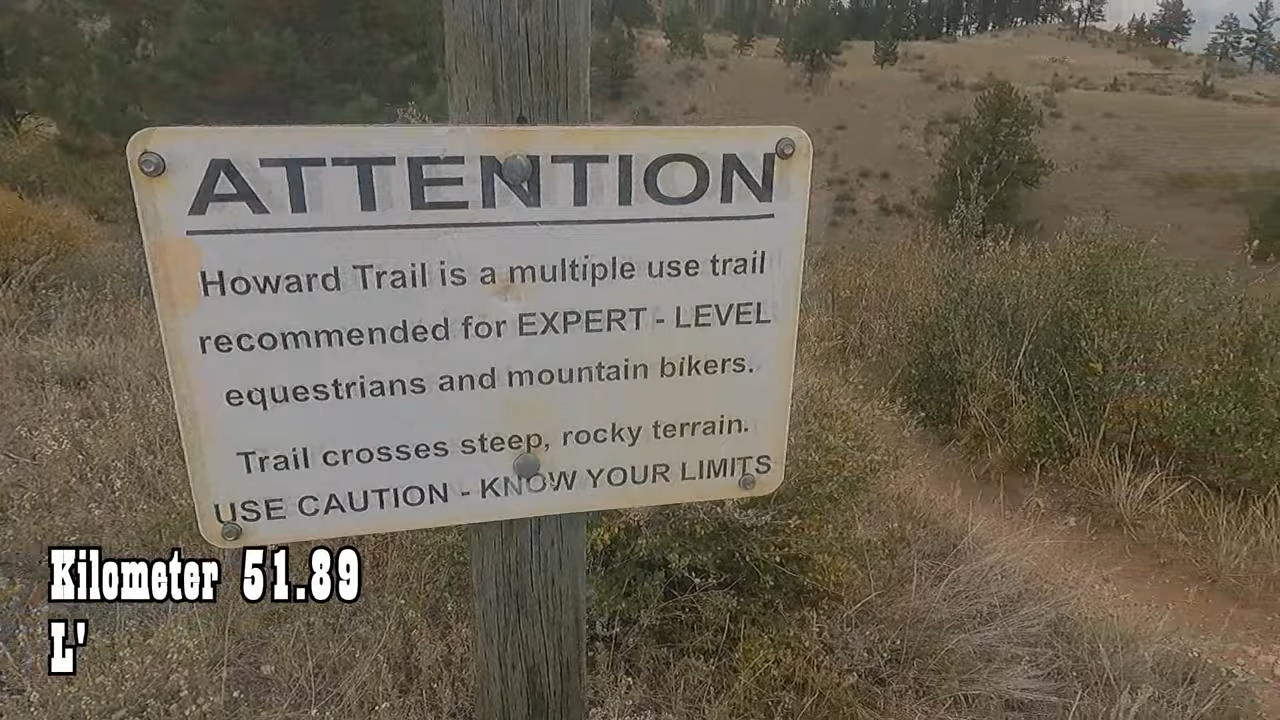 ATTENTION
Howard Trail is a multiple use trail
recommended for EXPERT - LEVEL
equestrians and mountain bikers.
Trail crosses steep, rocky terrain.
USE CAUTION - KNOW YOUR LIMITS
Kilometer 51.89
L'